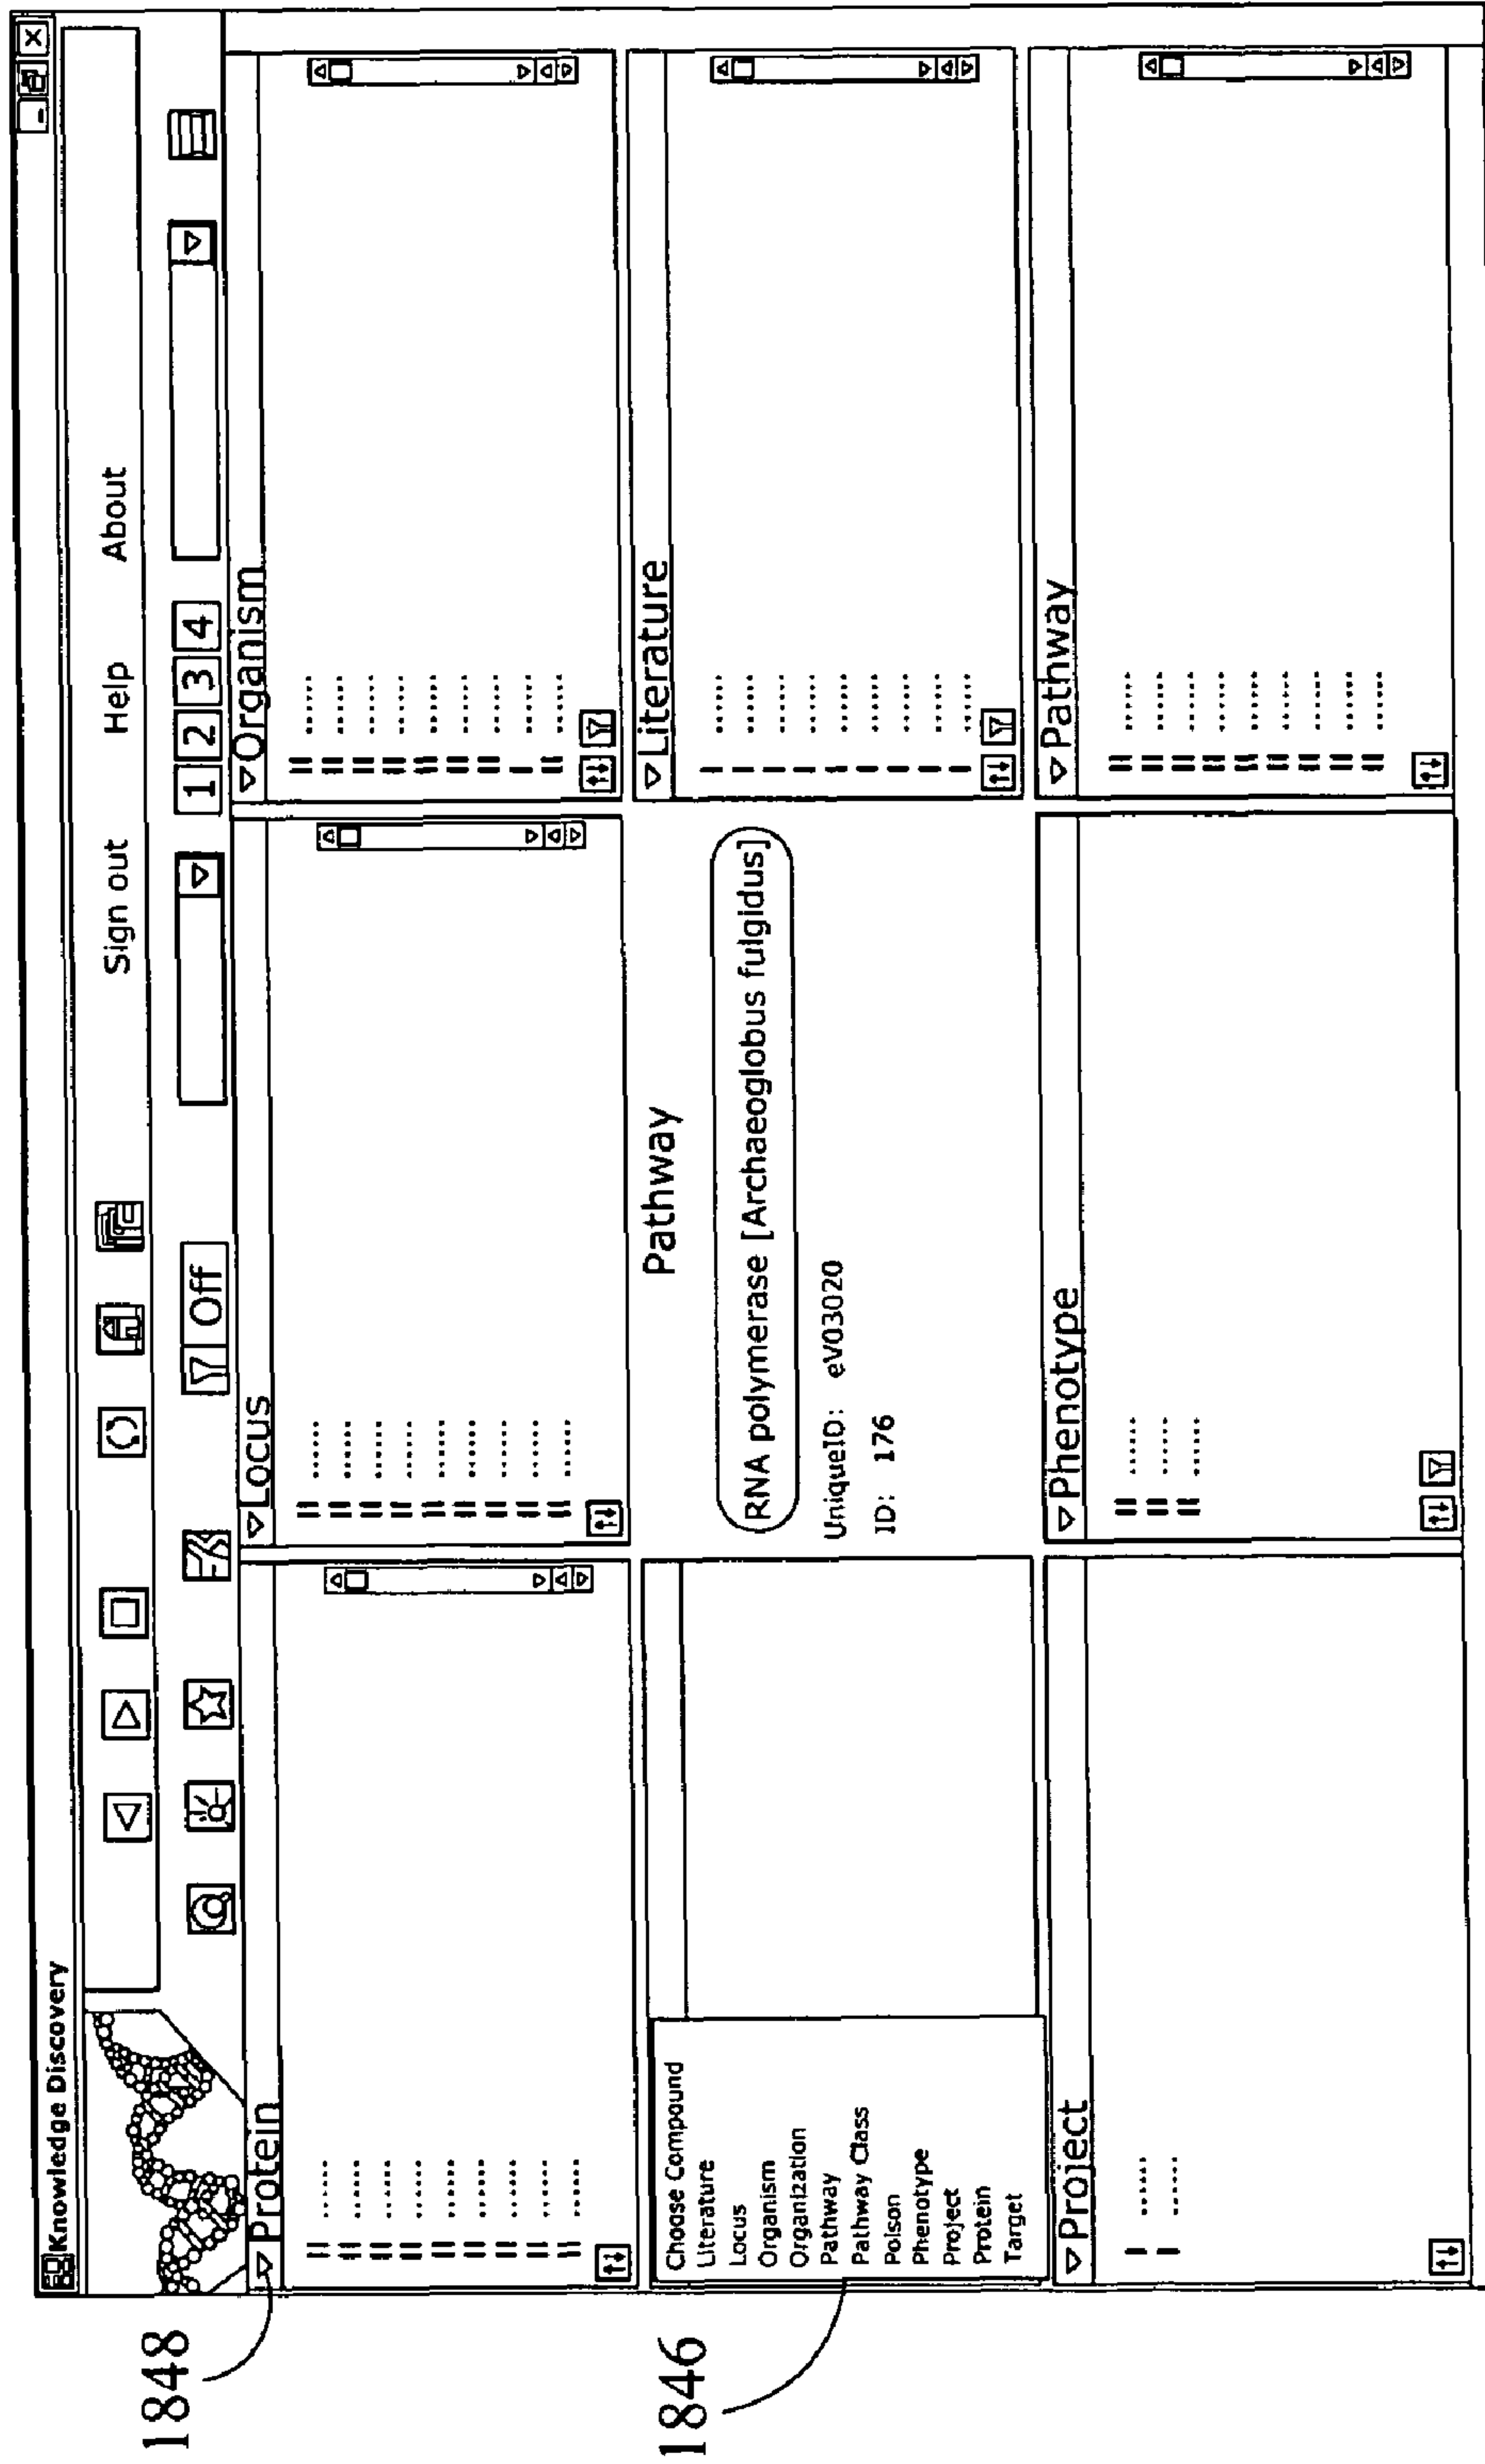 Knowledge Discovery
Sign out Help About
Off 1 2 3 4
Protein
Locus
Organism
1848
Choose Compound
Literature
Locus
Organism
Organization
Pathway
Pathway Class
Poison
Phenotype
Project
Protein
Target
1846
Pathway
RNA polymerase [Archaeoglobus fulgidus]
UniqueID: eV03020
ID: 176
Literature
Project
Phenotype
Pathway